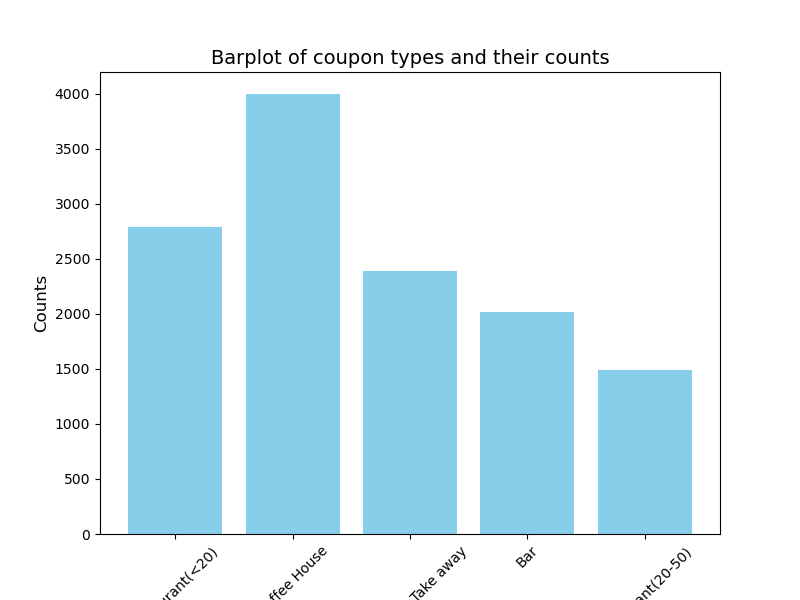 Barplot of coupon types and their counts
Counts
4000
3500
3000
2500
2000
1500
1000
500
0
urant(<20)
ffee House
Take away
Bar
ant(20-50)